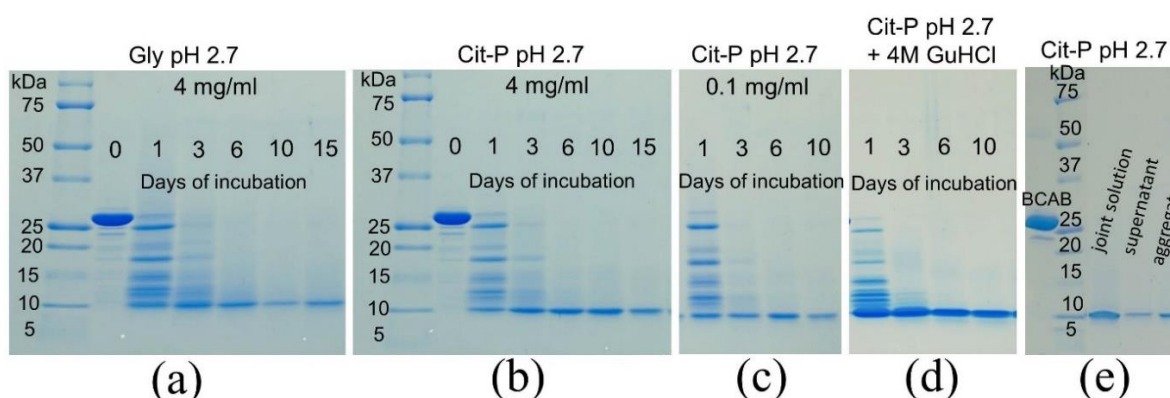 Gly pH 2.7
kDa
4 mg/ml
75
50
37
25
20
15
10
5
0 1 3 6 10 15
Days of incubation
(a)
Cit-P pH 2.7
kDa
4 mg/ml
75
50
37
25
20
15
10
5
0 1 3 6 10 15
Days of incubation
(b)
Cit-P pH 2.7
0.1 mg/ml
1 3 6 10
Days of incubation
(c)
Cit-P pH 2.7
+ 4M GuHCl
1 3 6 10
Days of incubation
(d)
Cit-P pH 2.7
kDa
75
50
37
BCAB
25
20
15
10
5
joint solution
supernatant
(e)